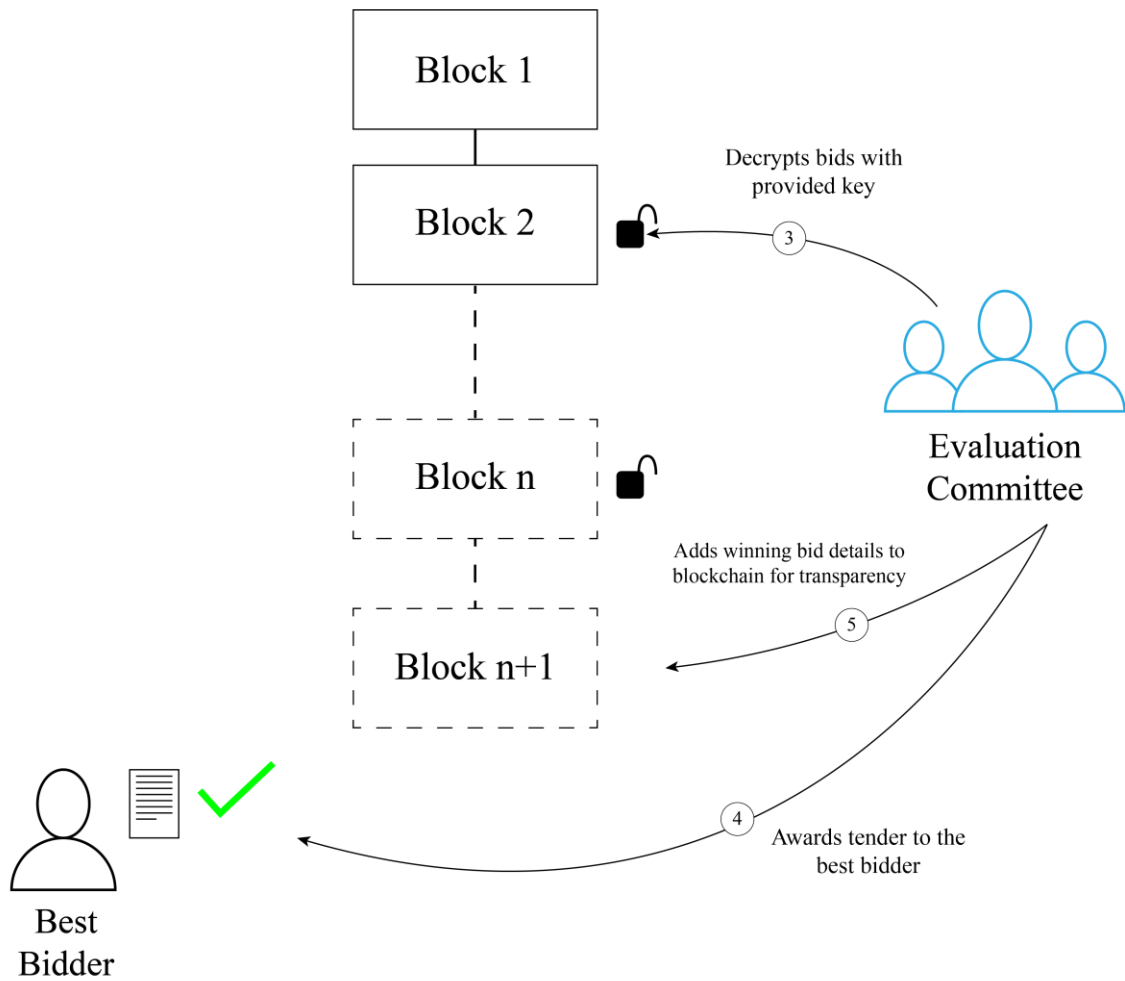 Block 1
Decrypts bids with
provided key
Block 2
3
Evaluation
Committee
Block n
Adds winning bid details to
blockchain for transparency
5
Block n+1
4
Awards tender to the
best bidder
Best
Bidder